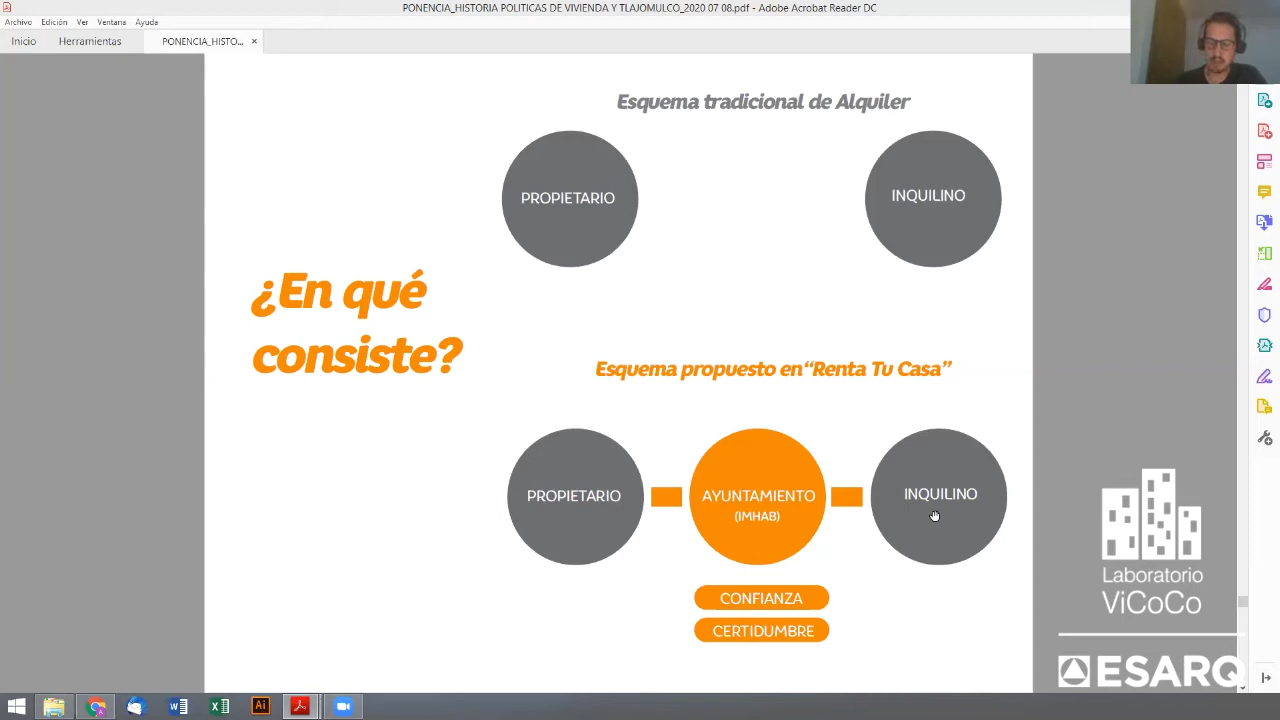 PONENCIA_HISTORIA POLITICAS DE VIVIENDA Y TLAJOMULCO_2020 07 08.pdf - Adobe Acrobat Reader DC
Archivo Edición Ver Ventana Ayuda
Inicio Herramientas PONENCIA_HISTO... ×
Esquema tradicional de Alquiler
PROPIETARIO
INQUILINO
¿En qué
consiste?
Esquema propuesto en“Renta Tu Casa”
PROPIETARIO
AYUNTAMIENTO
(IMHAB)
INQUILINO
CONFIANZA
CERTIDUMBRE
Laboratorio
ViCoCo
ESARQ
Ai